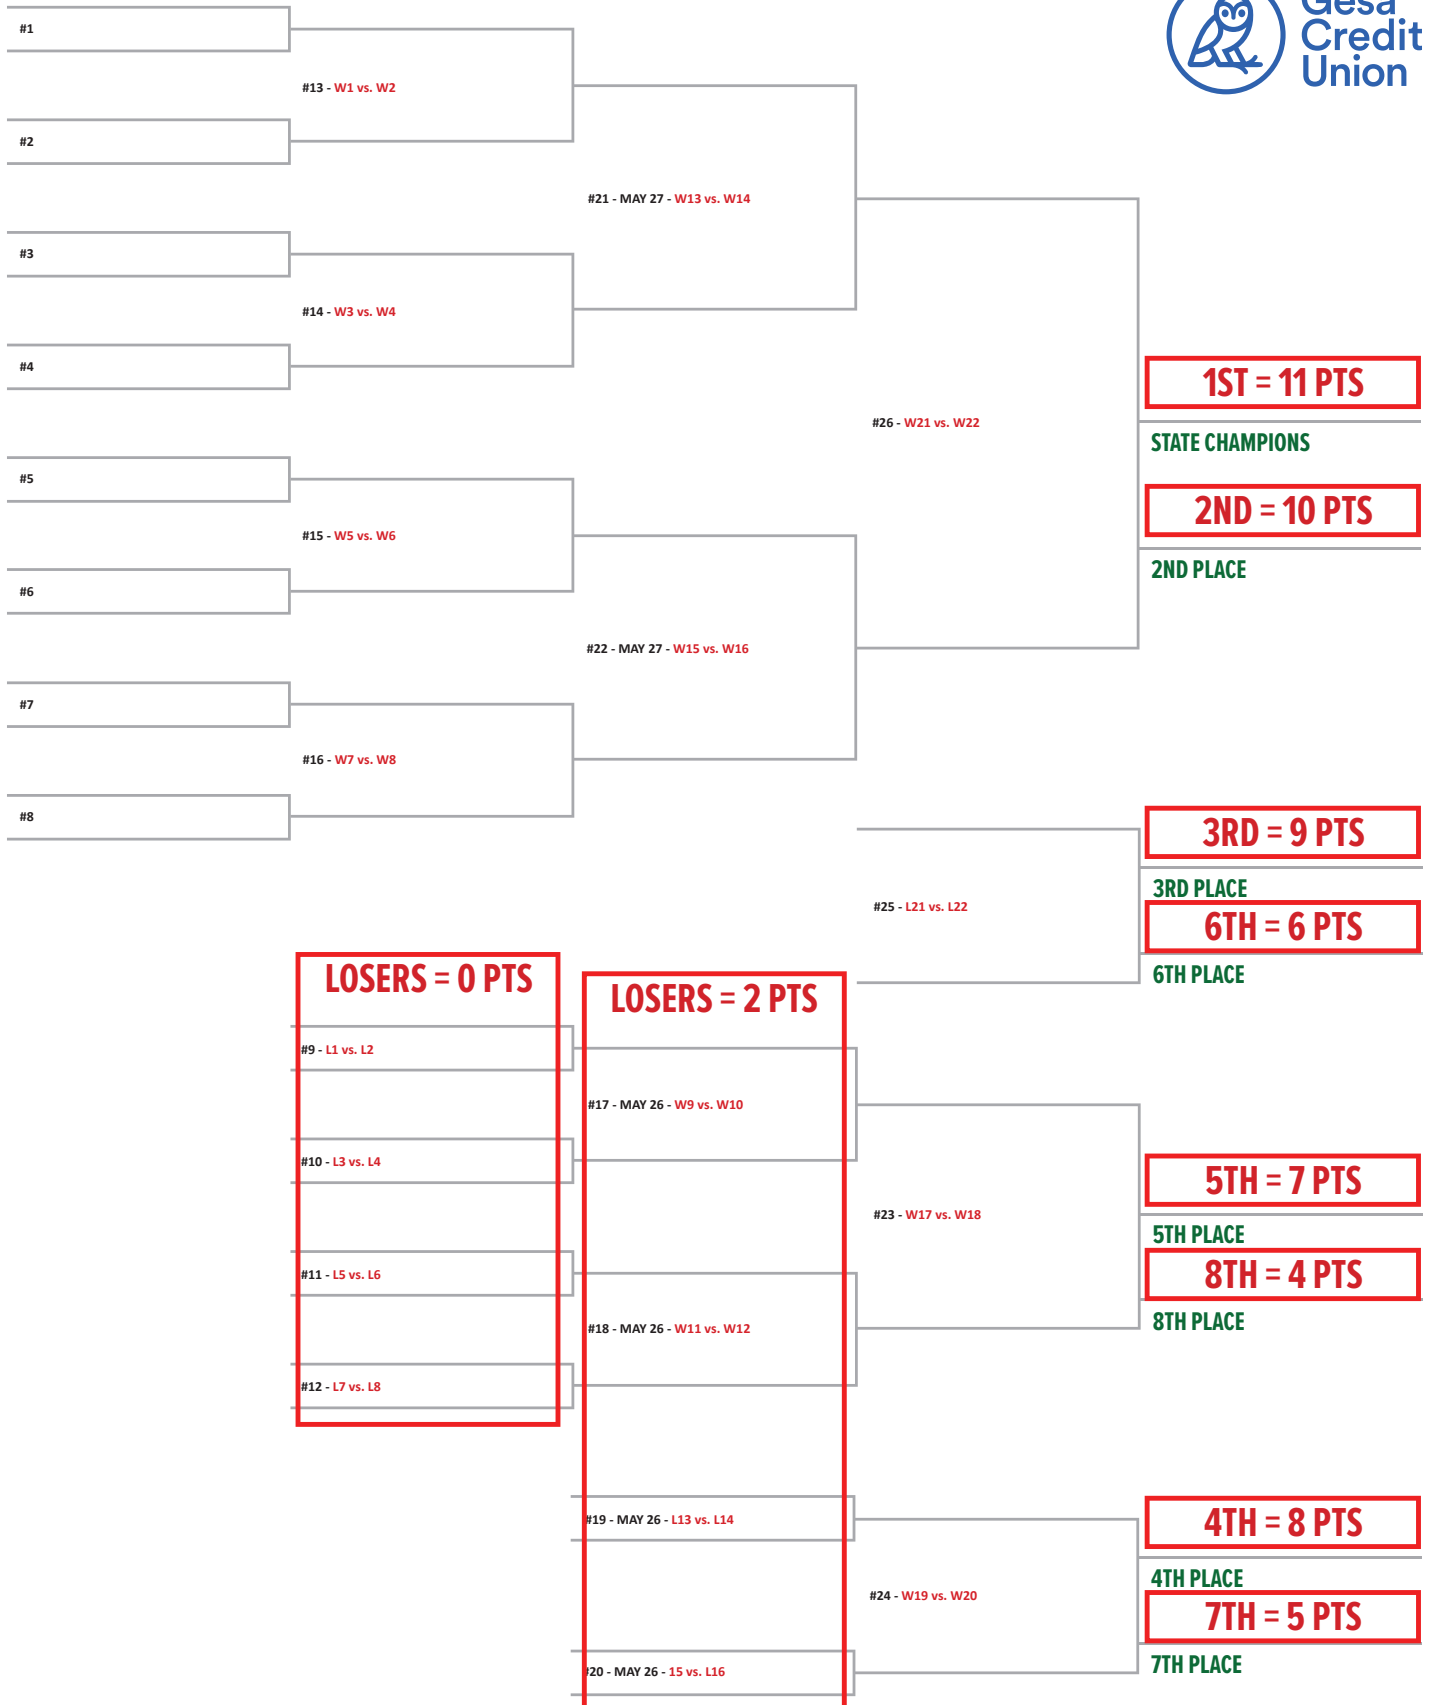 Gesa
Credit
Union
#1
#13 - W1 vs. W2
#2
#21 - MAY 27 - W13 vs. W14
#3
#14 - W3 vs. W4
#4
1ST = 11 PTS
#26 - W21 vs. W22
STATE CHAMPIONS
#5
2ND = 10 PTS
#15 - W5 vs. W6
2ND PLACE
#6
#22 - MAY 27 - W15 vs. W16
#7
#16 - W7 vs. W8
#8
3RD = 9 PTS
3RD PLACE
#25 - L21 vs. L22
6TH = 6 PTS
6TH PLACE
LOSERS = 0 PTS
LOSERS = 2 PTS
#9 - L1 vs. L2
#17 - MAY 26 - W9 vs. W10
#10 - L3 vs. L4
5TH = 7 PTS
#23 - W17 vs. W18
5TH PLACE
#11 - L5 vs. L6
8TH = 4 PTS
8TH PLACE
#18 - MAY 26 - W11 vs. W12
#12 - L7 vs. L8
#19 - MAY 26 - L13 vs. L14
4TH = 8 PTS
4TH PLACE
#24 - W19 vs. W20
7TH = 5 PTS
7TH PLACE
#20 - MAY 26 - 15 vs. L16